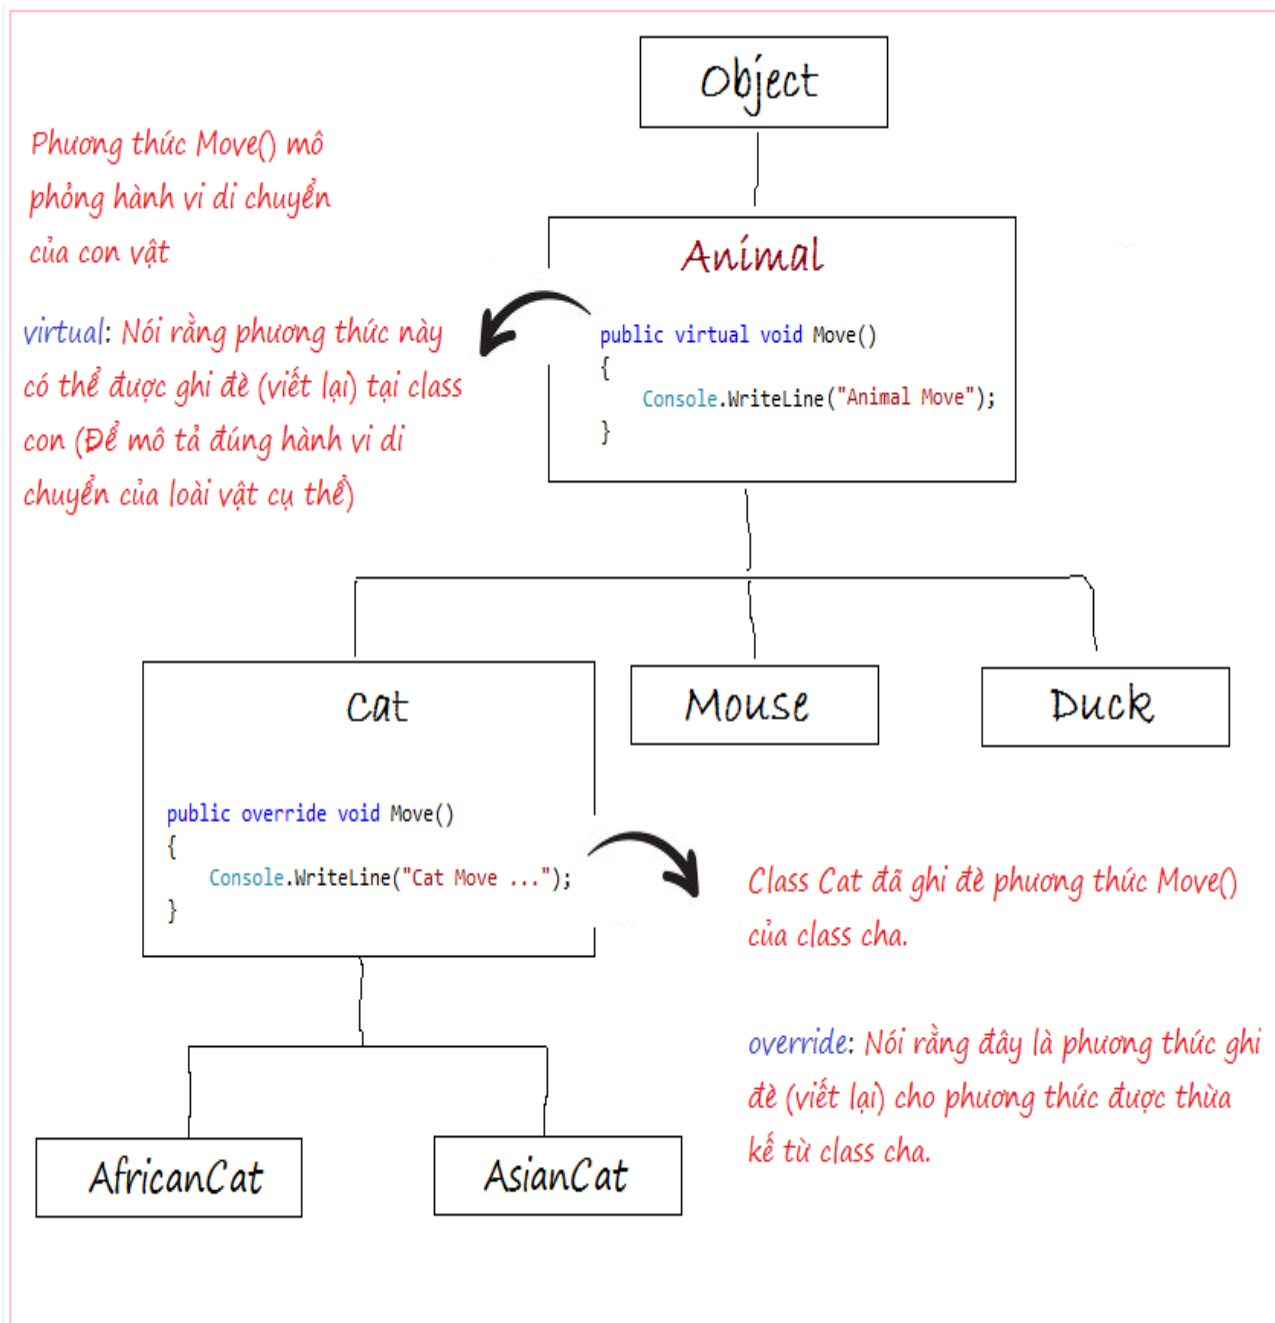 Object
Phương thức Move() mô
phỏng hành vi di chuyển
của con vật
Animal
virtual: Nói rằng phương thức này
có thể được ghi đè (viết lại) tại class
con (Để mô tả đúng hành vi di
chuyển của loài vật cụ thể)
public virtual void Move()
{
Console.WriteLine("Animal Move");
}
Cat
Mouse
Duck
public override void Move()
{
Console.WriteLine("Cat Move ...");
}
Class Cat đã ghi đè phương thức Move()
của class cha.
override: Nói rằng đây là phương thức ghi
đè (viết lại) cho phương thức được thừa
kế từ class cha.
AfricanCat
AsianCat